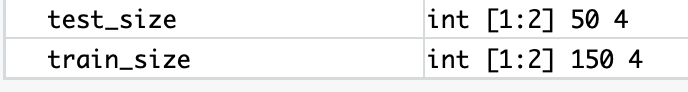 test_size int [1:2] 50 4
train_size int [1:2] 150 4